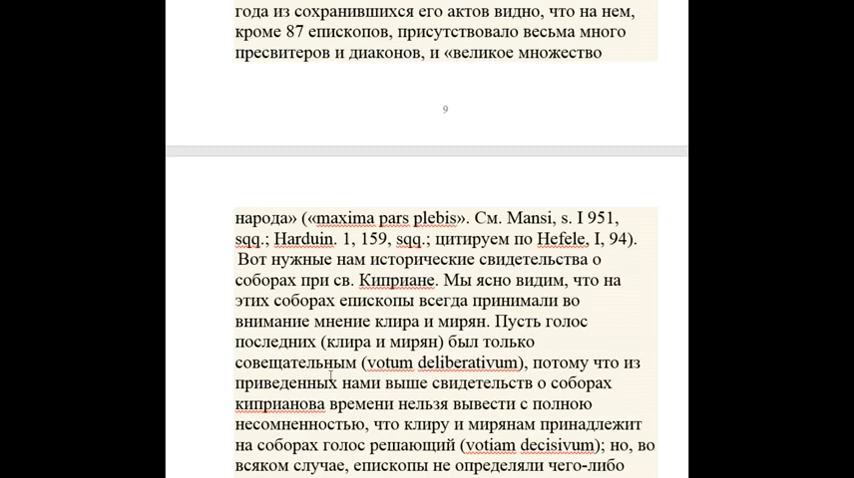 года из сохранившихся его актов видно, что на нем,
кроме 87 епископов, присутствовало весьма много
пресвитеров и диаконов, и «великое множество
9
народа» («maxima pars plebis». См. Mansi, s. I 951,
sqq.; Harduin. 1, 159, sqq.; цитируем по Hefele, I, 94).
Вот нужные нам исторические свидетельства о
соборах при св. Киприане. Мы ясно видим, что на
этих соборах епископы всегда принимали во
внимание мнение клира и мирян. Пусть голос
последних (клира и мирян) был только
совещательным (votum deliberativum), потому что из
приведенных нами выше свидетельств о соборах
киприанова времени нельзя вывести с полною
несомненностью, что клиру и мирянам принадлежит
на соборах голос решающий (votiam decisivum); но, во
всяком случае, епископы не определяли чего-либо